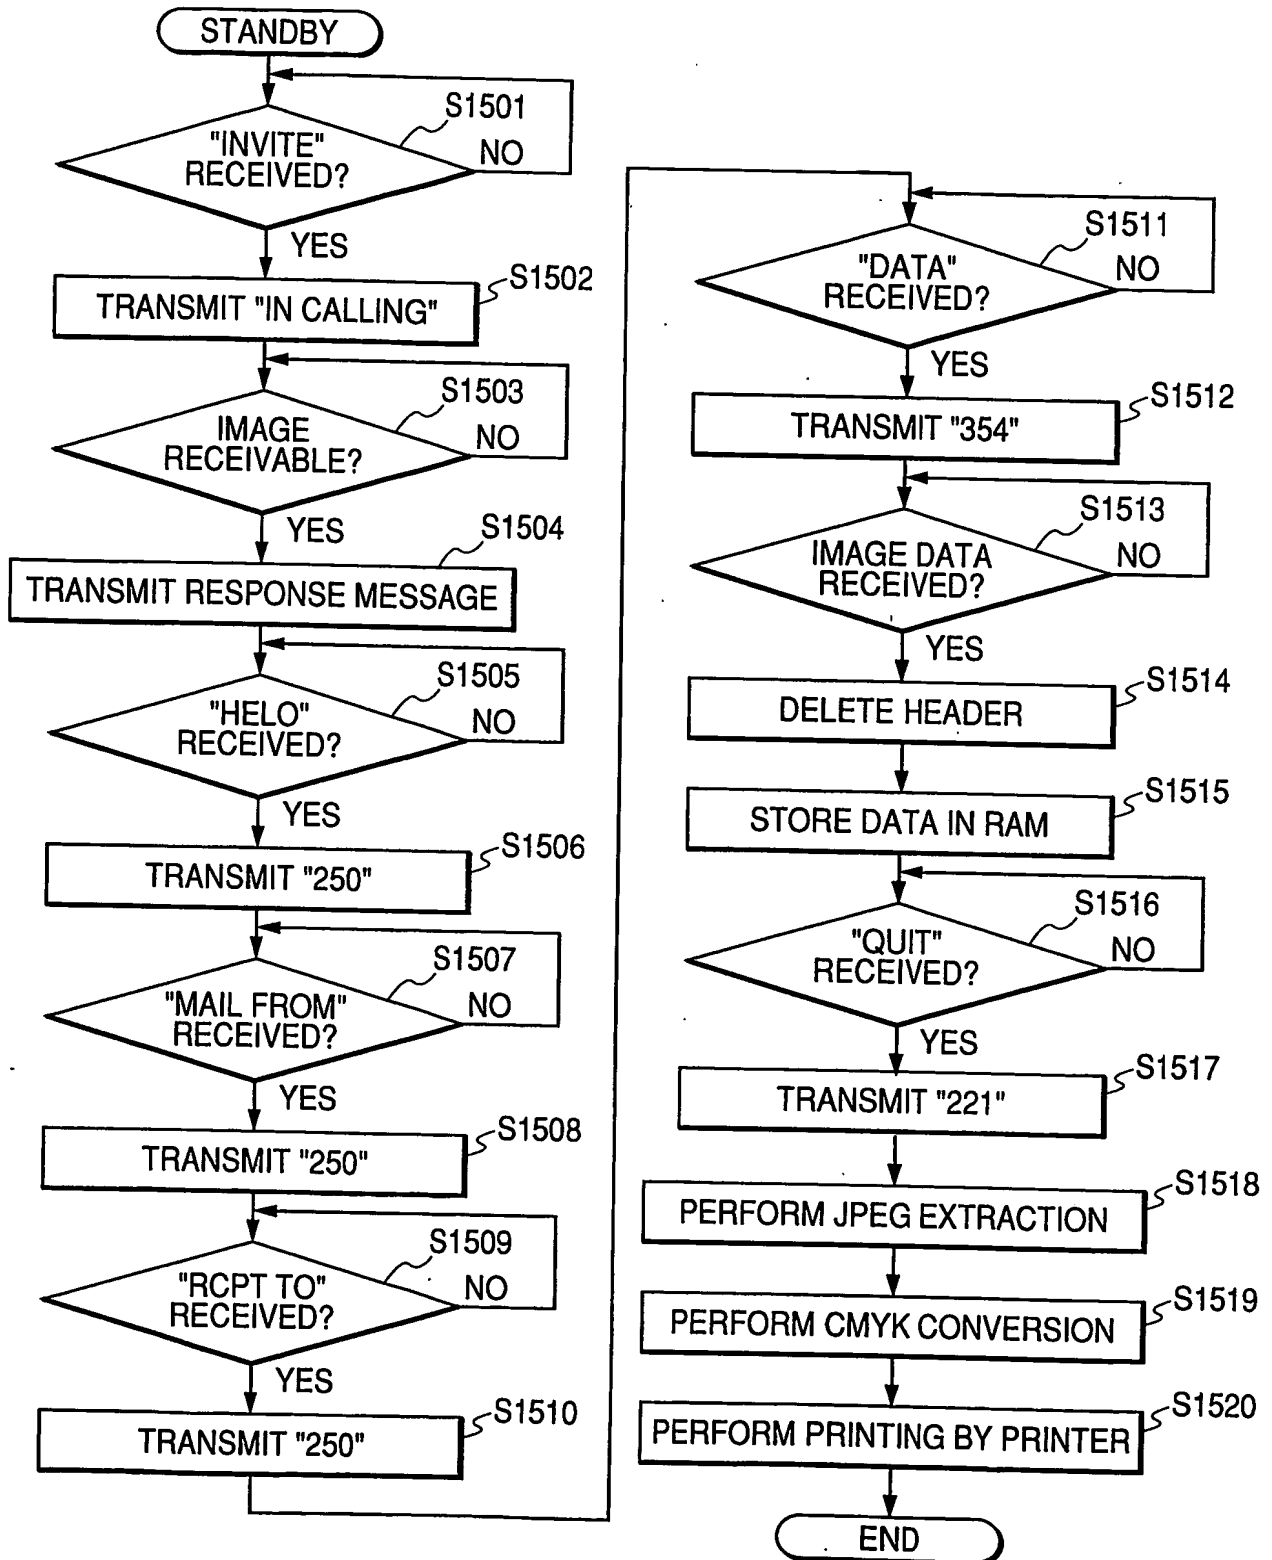 STANDBY
S1501
"INVITE"
RECEIVED?
NO
YES
S1502
TRANSMIT "IN CALLING"
S1503
IMAGE
RECEIVABLE?
NO
YES
S1504
TRANSMIT RESPONSE MESSAGE
S1505
"HELO"
RECEIVED?
NO
YES
S1506
TRANSMIT "250"
S1507
"MAIL FROM"
RECEIVED?
NO
YES
S1508
TRANSMIT "250"
S1509
"RCPT TO"
RECEIVED?
NO
YES
S1510
TRANSMIT "250"
S1511
"DATA"
RECEIVED?
NO
YES
S1512
TRANSMIT "354"
S1513
IMAGE DATA
RECEIVED?
NO
YES
S1514
DELETE HEADER
S1515
STORE DATA IN RAM
S1516
"QUIT"
RECEIVED?
NO
YES
S1517
TRANSMIT "221"
S1518
PERFORM JPEG EXTRACTION
S1519
PERFORM CMYK CONVERSION
S1520
PERFORM PRINTING BY PRINTER
END